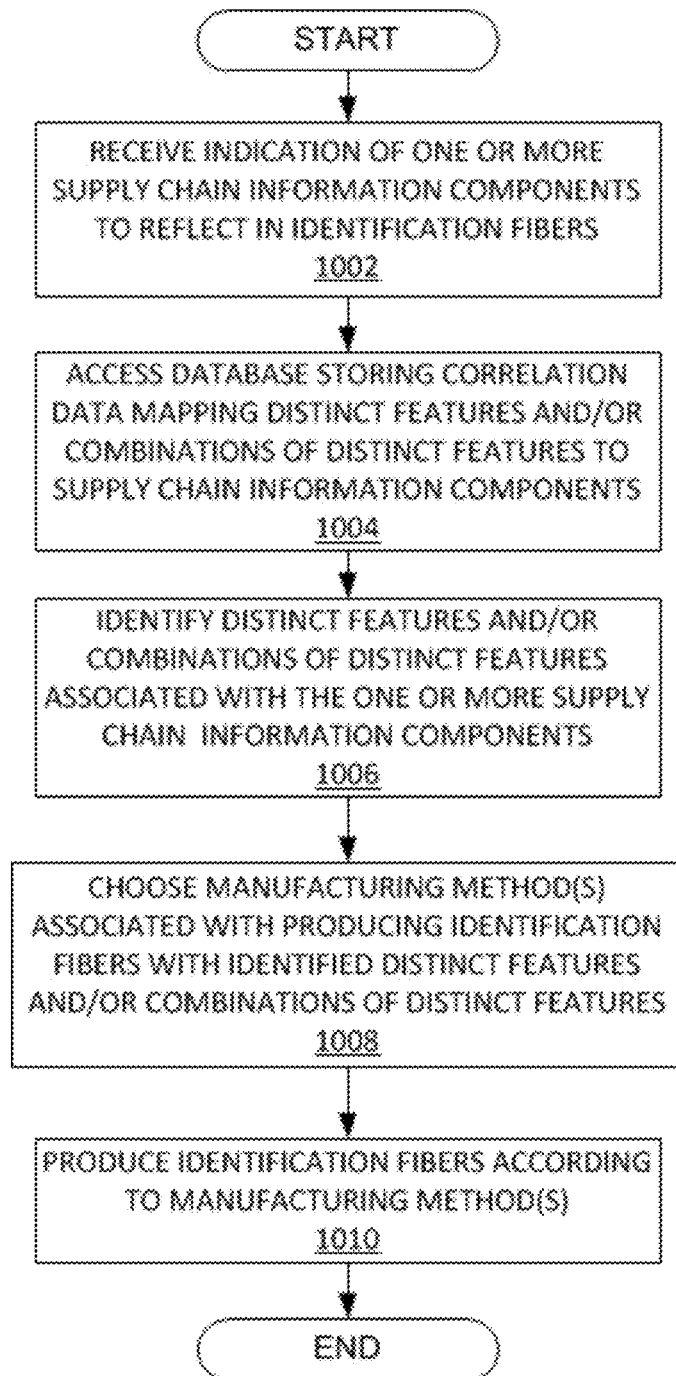 START
RECEIVE INDICATION OF ONE OR MORE
SUPPLY CHAIN INFORMATION COMPONENTS
TO REFLECT IN IDENTIFICATION FIBERS
1002
ACCESS DATABASE STORING CORRELATION
DATA MAPPING DISTINCT FEATURES AND/OR
COMBINATIONS OF DISTINCT FEATURES TO
SUPPLY CHAIN INFORMATION COMPONENTS
1004
IDENTIFY DISTINCT FEATURES AND/OR
COMBINATIONS OF DISTINCT FEATURES
ASSOCIATED WITH THE ONE OR MORE SUPPLY
CHAIN INFORMATION COMPONENTS
1006
CHOOSE MANUFACTURING METHOD(S)
ASSOCIATED WITH PRODUCING IDENTIFICATION
FIBERS WITH IDENTIFIED DISTINCT FEATURES
AND/OR COMBINATIONS OF DISTINCT FEATURES
1008
PRODUCE IDENTIFICATION FIBERS ACCORDING
TO MANUFACTURING METHOD(S)
1010
END